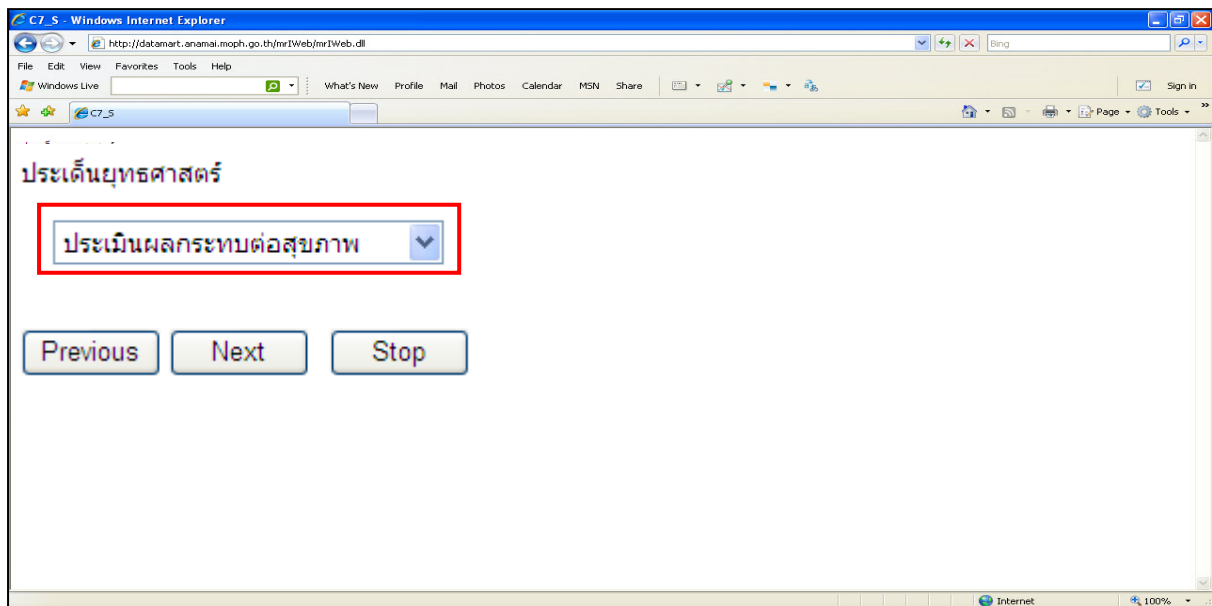 C7_S - Windows Internet Explorer
http://datamart.anamai.moph.go.th/mrIWeb/mrIWeb.dll
Bing
File Edit View Favorites Tools Help
Windows Live What's New Profile Mail Photos Calendar MSN Share Sign in
C7_S Page Tools
ประเด็นยุทธศาสตร์
ประเมินผลกระทบต่อสุขภาพ
Previous Next Stop
Internet 100%